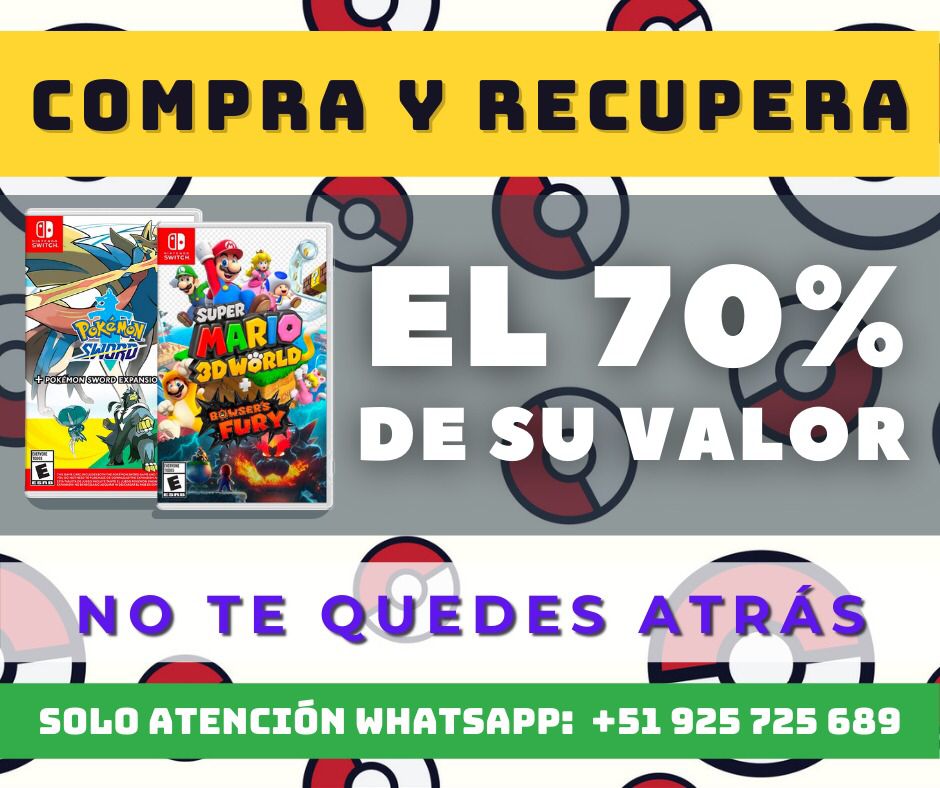 COMPRA Y RECUPERA
NINTENDO
SWITCH
NINTENDO
SWITCH
POKÉMON
SWORD
+ POKÉMON SWORD EXPANSIO
SUPER
MARIO
3D WORLD
+
BOWSER'S
FURY
EVERYONE
E
ESRB
EVERYONE
E
ESRB
EL 70%
DE SU VALOR
NO TE QUEDES ATRÁS
SOLO ATENCIÓN WHATSAPP: +51 925 725 689